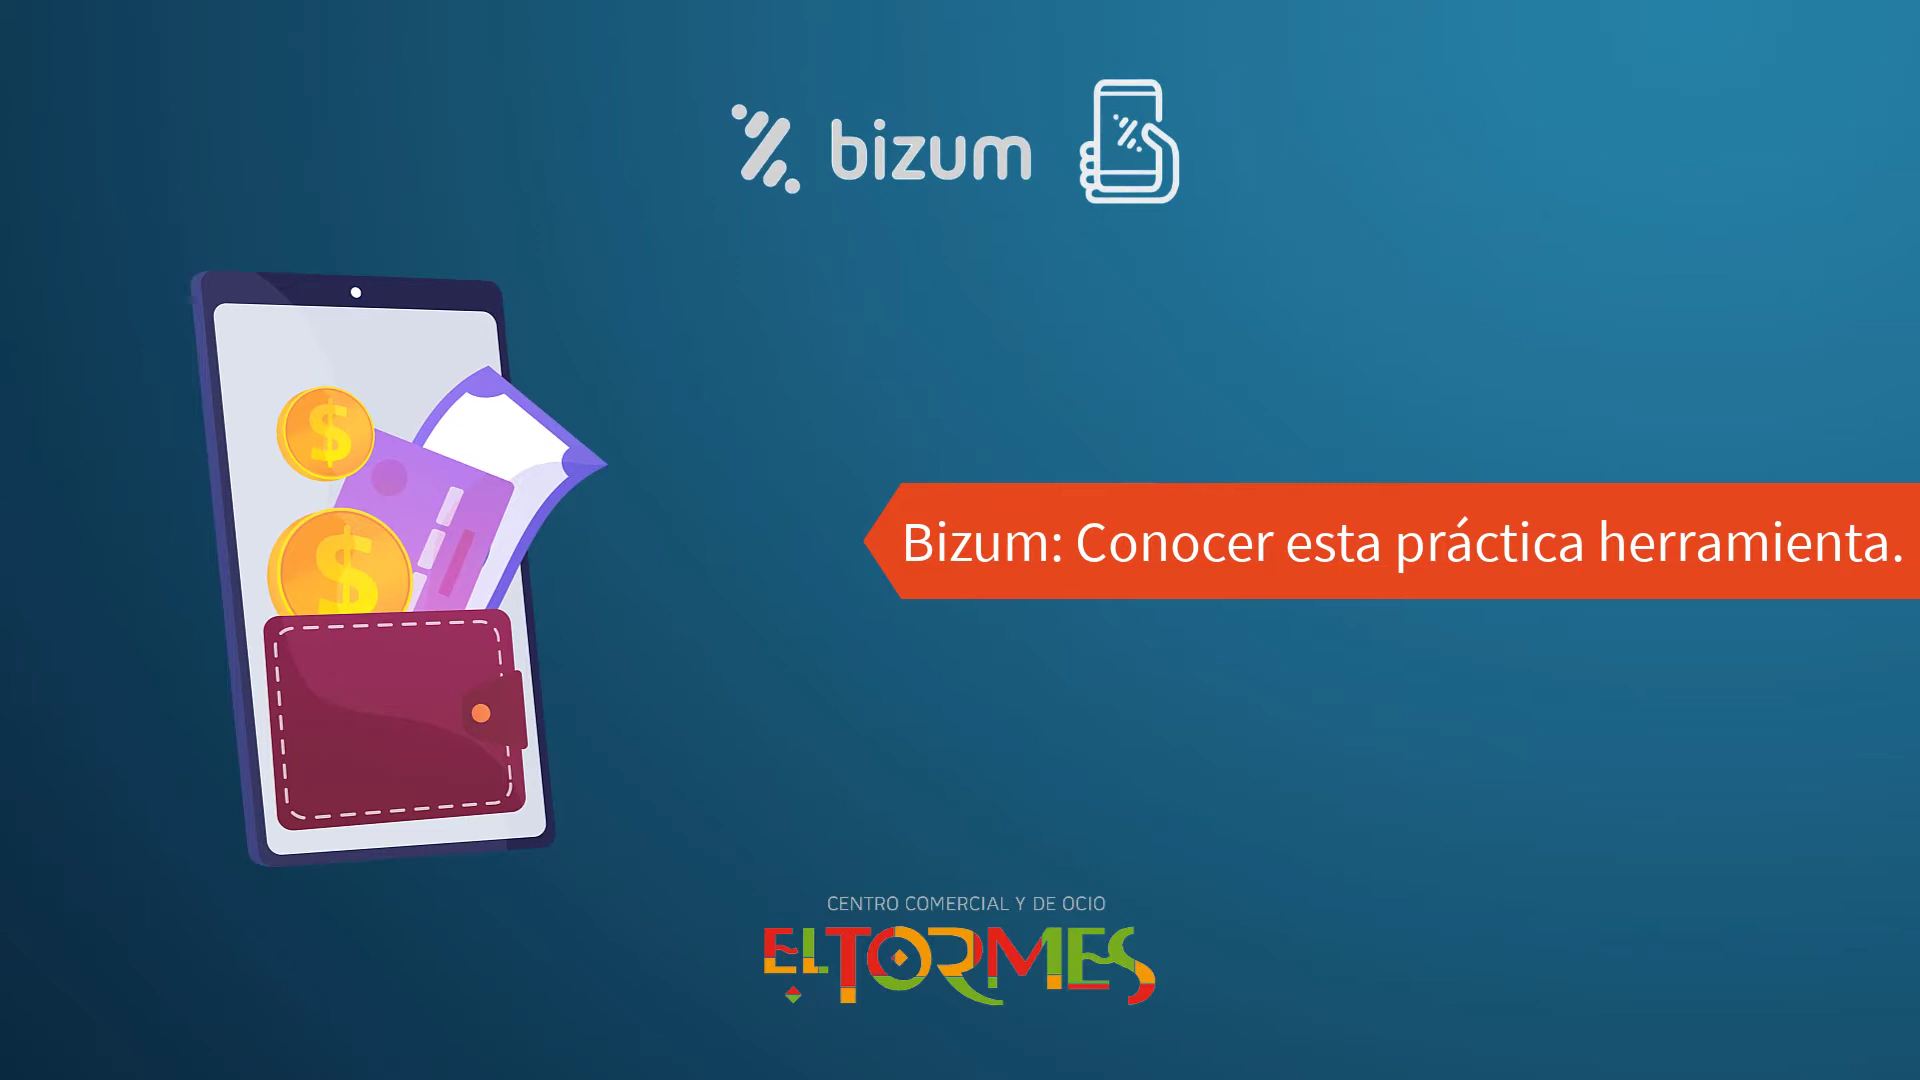 bizum
$
$
Bizum: Conocer esta práctica herramienta.
CENTRO COMERCIAL Y DE OCIO
EL TORMES